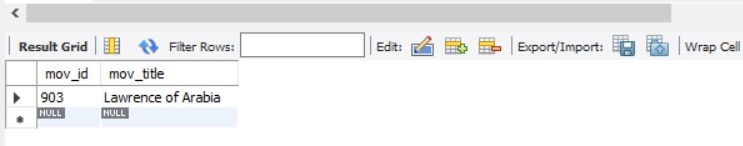 Result Grid Filter Rows: Edit: Export/Import: Wrap Cell
mov_id mov_title
903 Lawrence of Arabia
NULL NULL